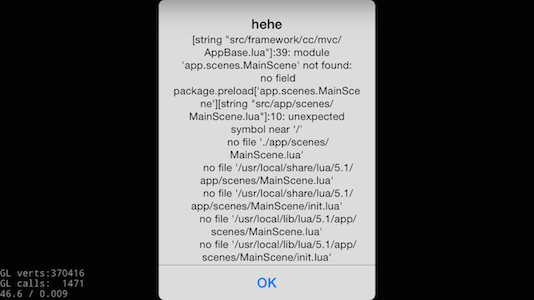 hehe
[string "src/framework/cc/mvc/
AppBase.lua"]:39: module
'app.scenes.MainScene' not found:
no field
package.preload['app.scenes.MainSce
ne'][string "src/app/scenes/
MainScene.lua"]:10: unexpected
symbol near '/'
no file './app/scenes/
MainScene.lua'
no file '/usr/local/share/lua/5.1/
app/scenes/MainScene.lua'
no file '/usr/local/share/lua/5.1/
app/scenes/MainScene/init.lua'
no file '/usr/local/lib/lua/5.1/app/
scenes/MainScene.lua'
no file '/usr/local/lib/lua/5.1/app/
scenes/MainScene/init.lua'
OK
GL verts:370416
GL calls: 1471
46.6 / 0.009